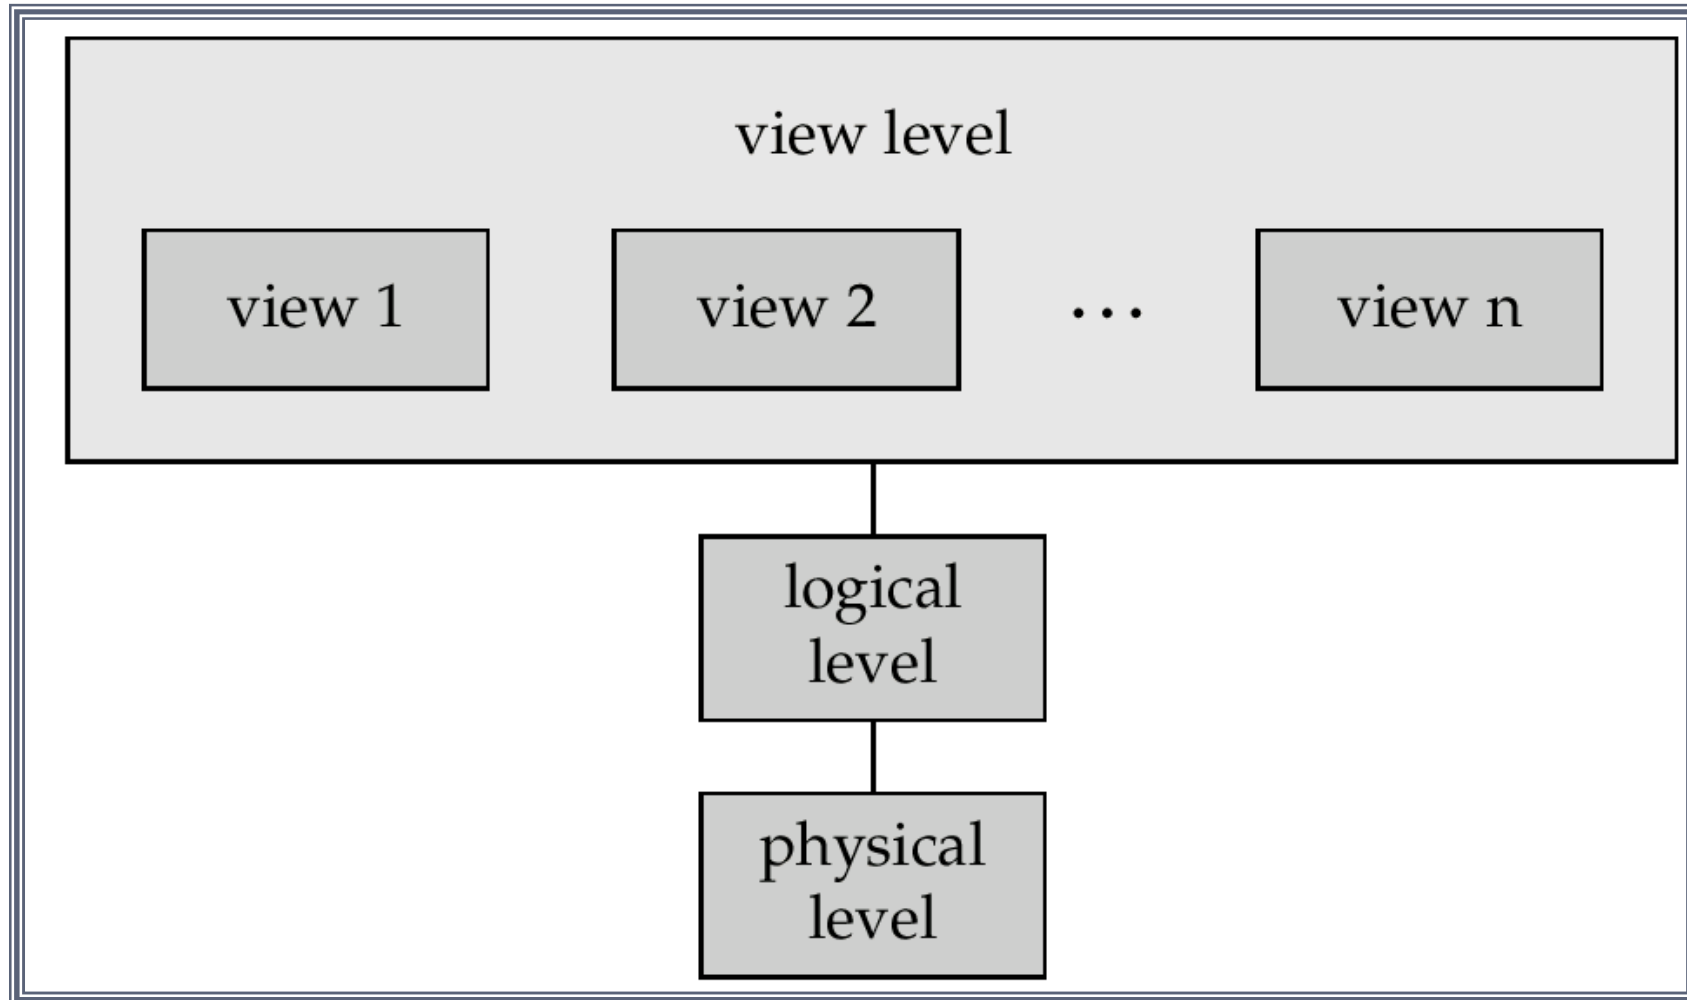 view level
view 1
view 2
...
view n
logical
level
physical
level